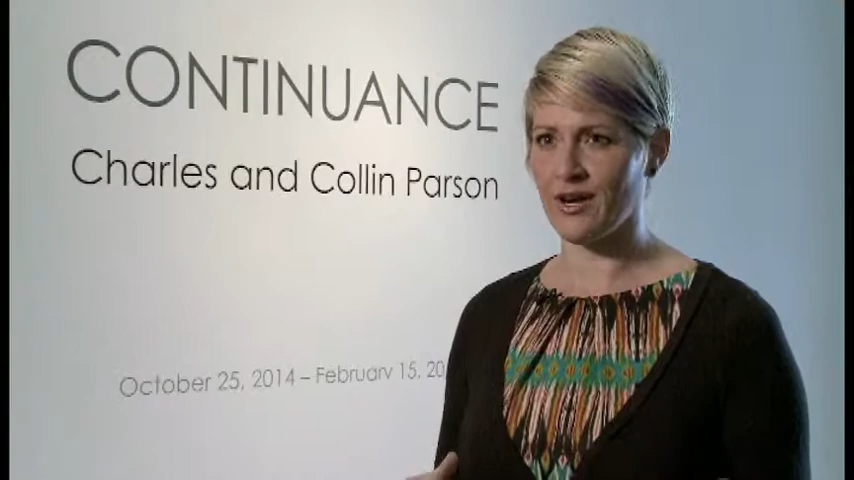 CONTINUANCE
Charles and Collin Parson
October 25, 2014 – February 15, 20